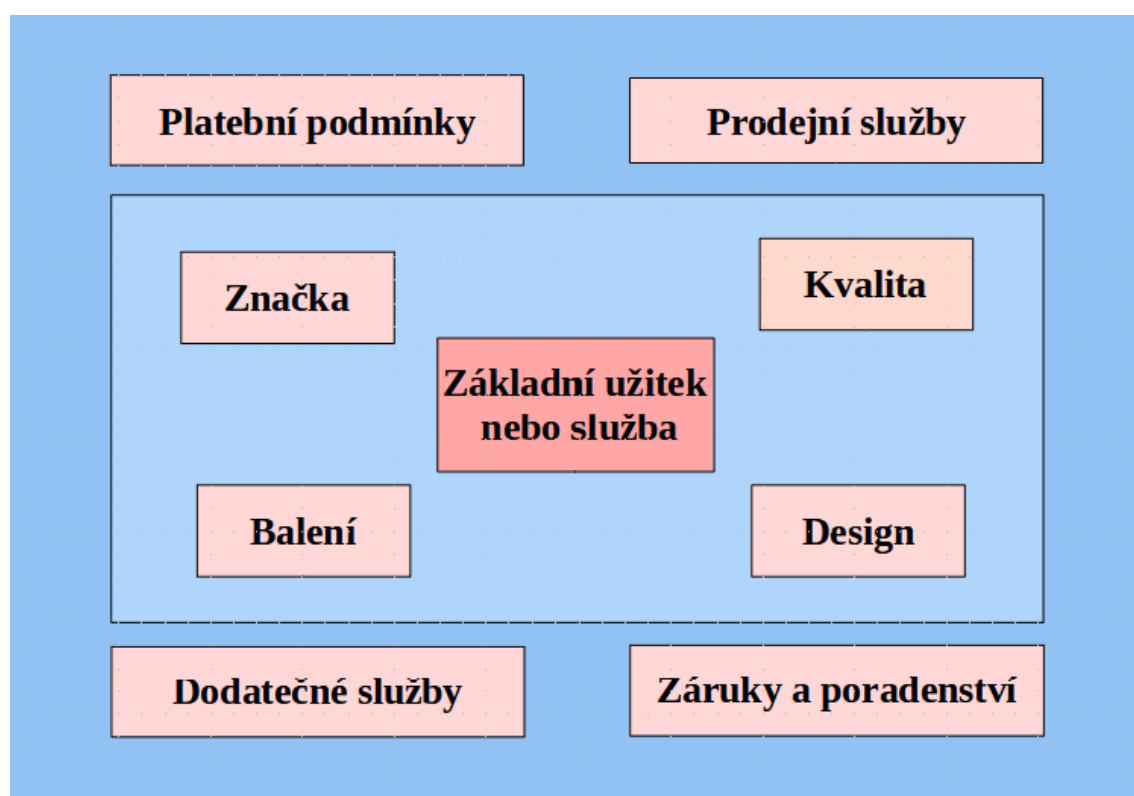 Platební podmínky
Prodejní služby
Značka
Kvalita
Základní užitek
nebo služba
Balení
Design
Dodatečné služby
Záruky a poradenství